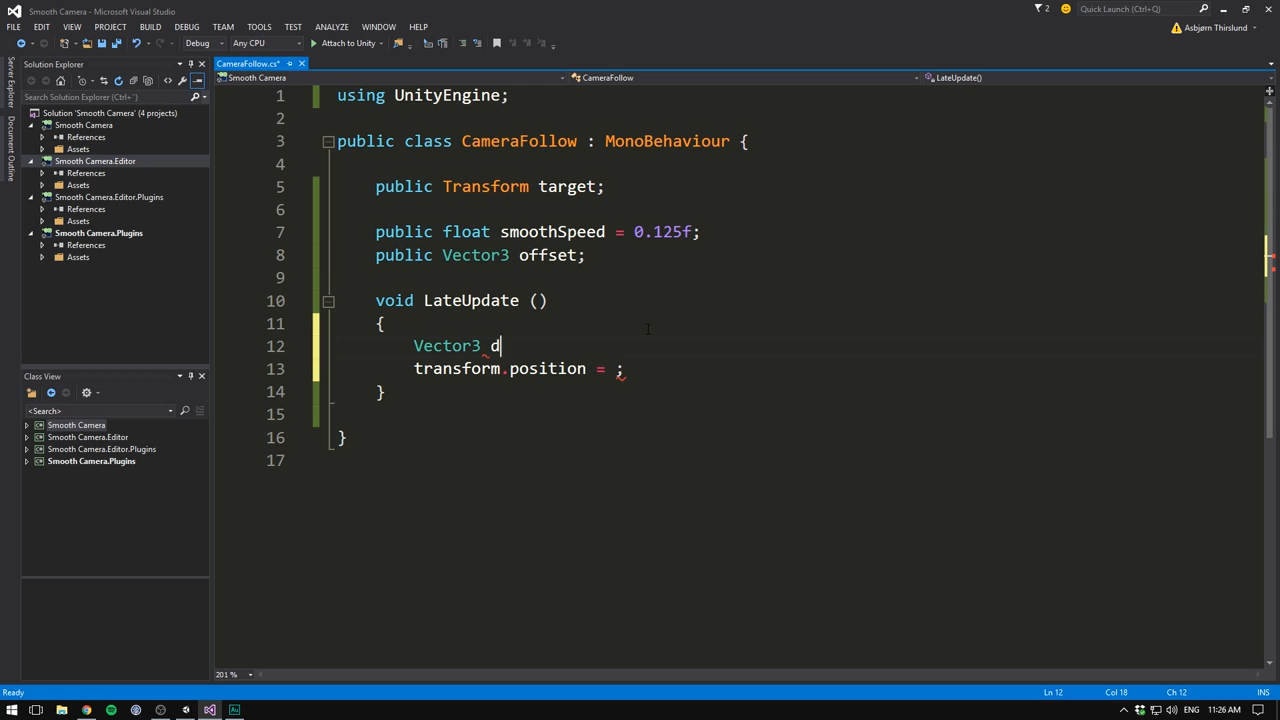 Smooth Camera - Microsoft Visual Studio
2
Quick Launch (Ctrl+Q)
FILE EDIT VIEW PROJECT BUILD DEBUG TEAM TOOLS TEST ANALYZE WINDOW HELP
Asbjørn Thirslund
Debug Any CPU Attach to Unity
Server Explorer
Document Outline
Solution Explorer
Search Solution Explorer (Ctrl+")
Solution 'Smooth Camera' (4 projects)
Smooth Camera
References
Assets
Smooth Camera.Editor
References
Assets
Smooth Camera.Editor.Plugins
References
Assets
Smooth Camera.Plugins
References
Assets
Class View
<Search>
Smooth Camera
Smooth Camera.Editor
Smooth Camera.Editor.Plugins
Smooth Camera.Plugins
CameraFollow.cs*
Smooth Camera CameraFollow LateUpdate()
1 using UnityEngine;
2
3 public class CameraFollow : MonoBehaviour {
4
5 public Transform target;
6
7 public float smoothSpeed = 0.125f;
8 public Vector3 offset;
9
10 void LateUpdate ()
11 {
12 Vector3 d
13 transform.position = ;
14 }
15
16 }
17
201 %
Ready Ln 12 Col 18 Ch 12 INS
ENG 11:26 AM